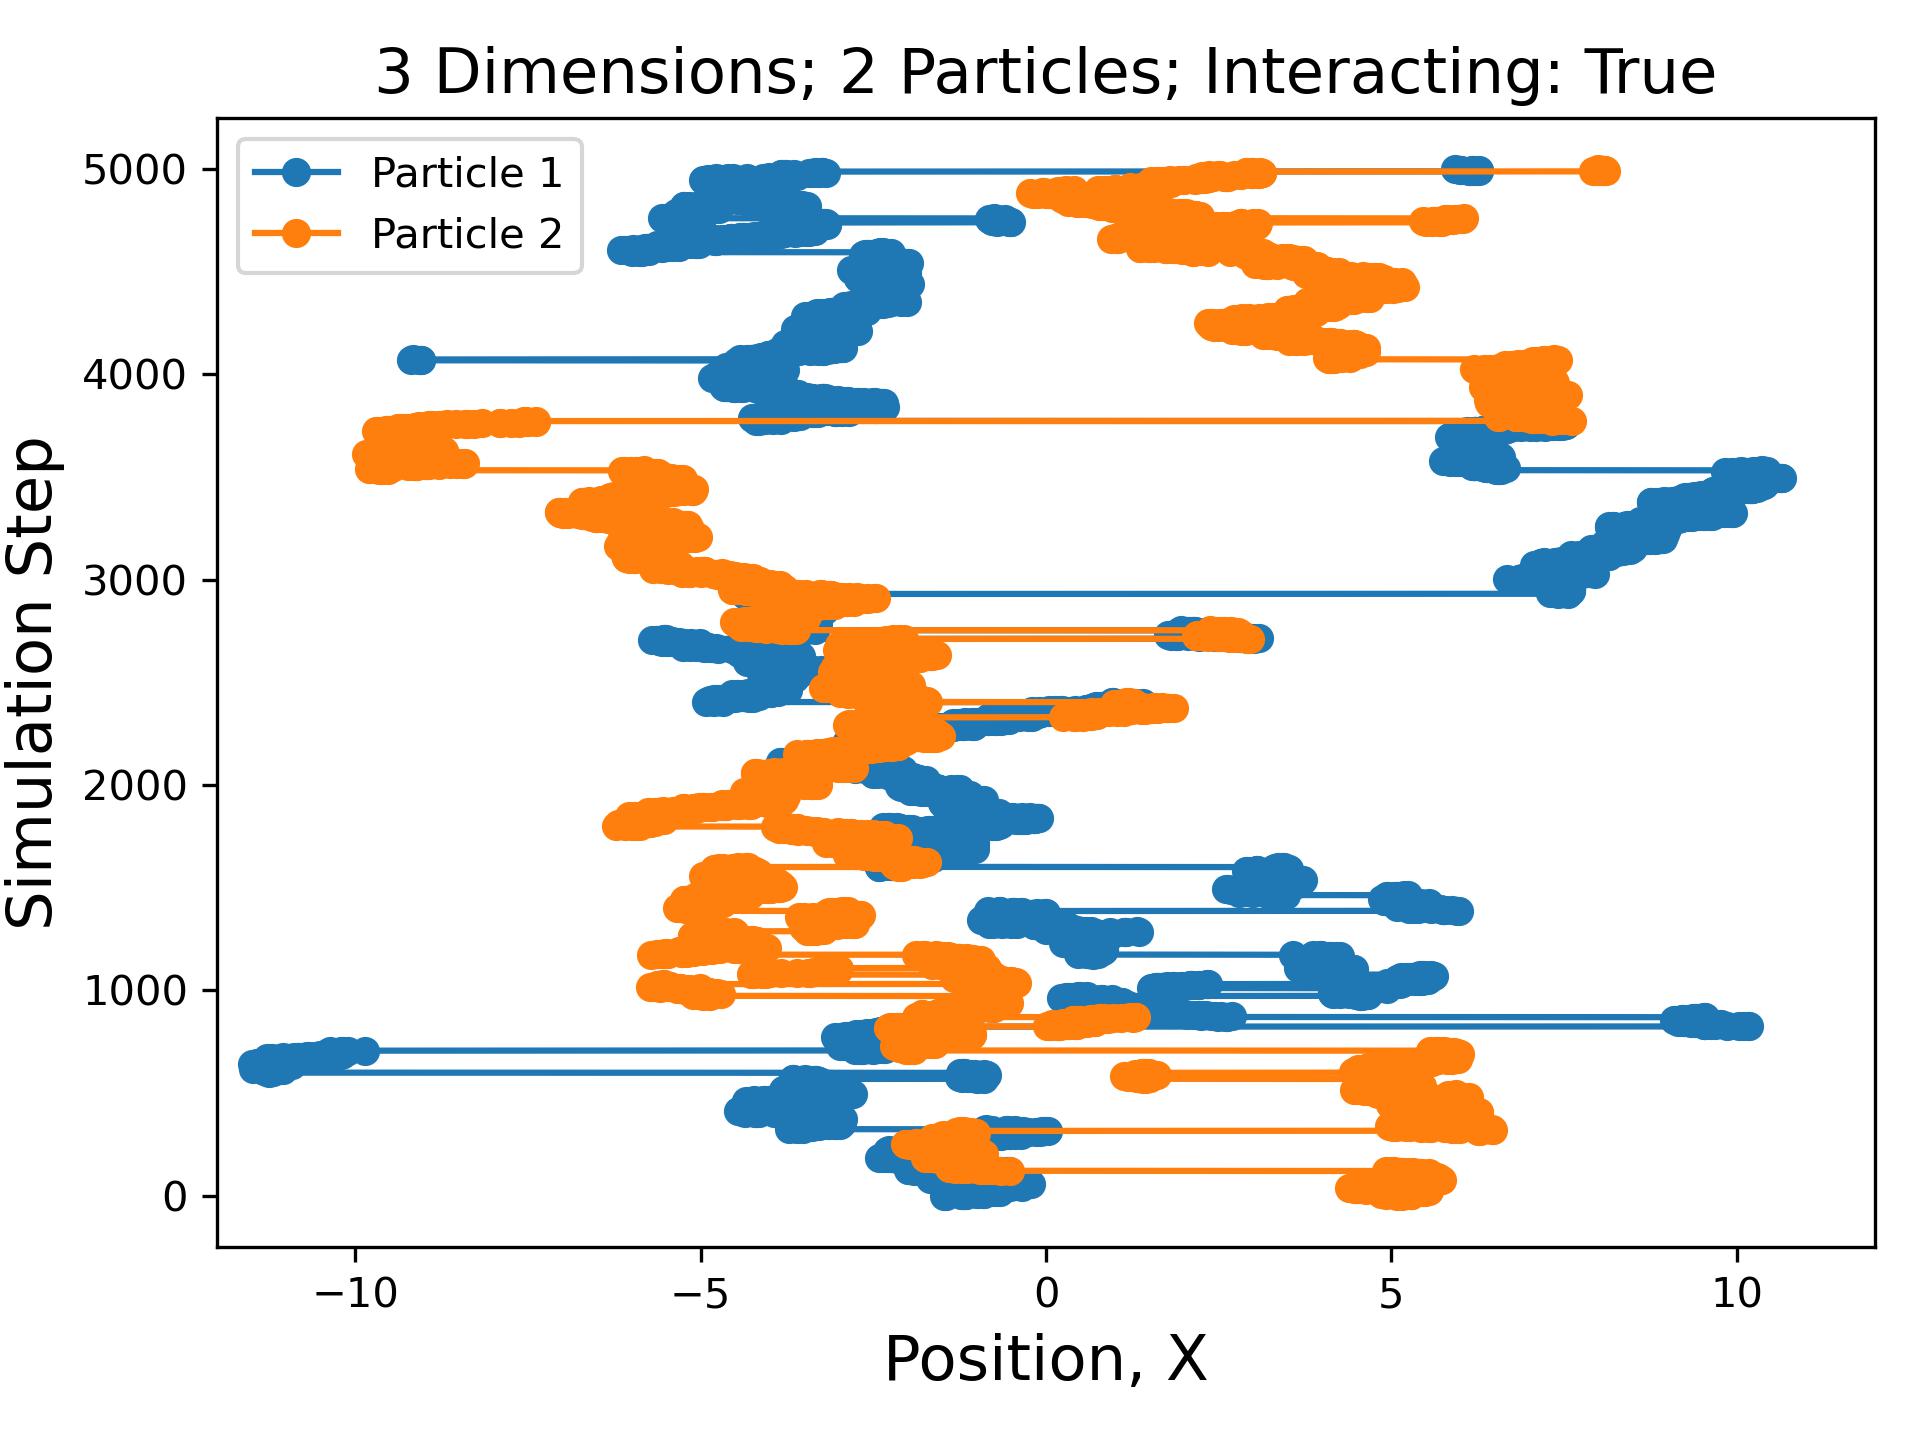 3 Dimensions; 2 Particles; Interacting: True
Particle 1
Particle 2
5000
4000
3000
2000
1000
0
Simulation Step
−10
−5
0
5
10
Position, X